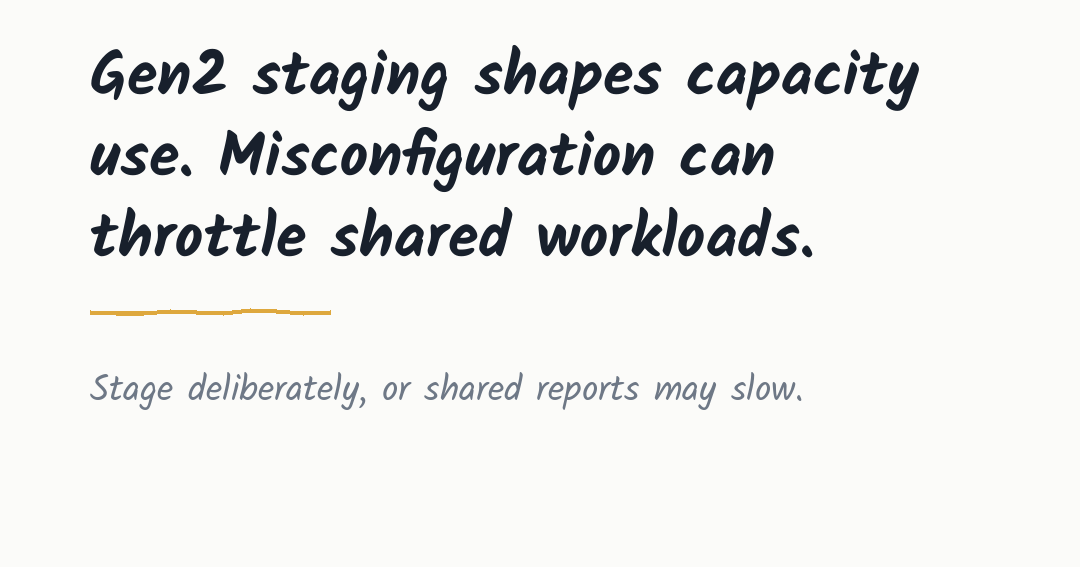 Gen2 staging shapes capacity
use. Misconfiguration can
throttle shared workloads.
Stage deliberately, or shared reports may slow.